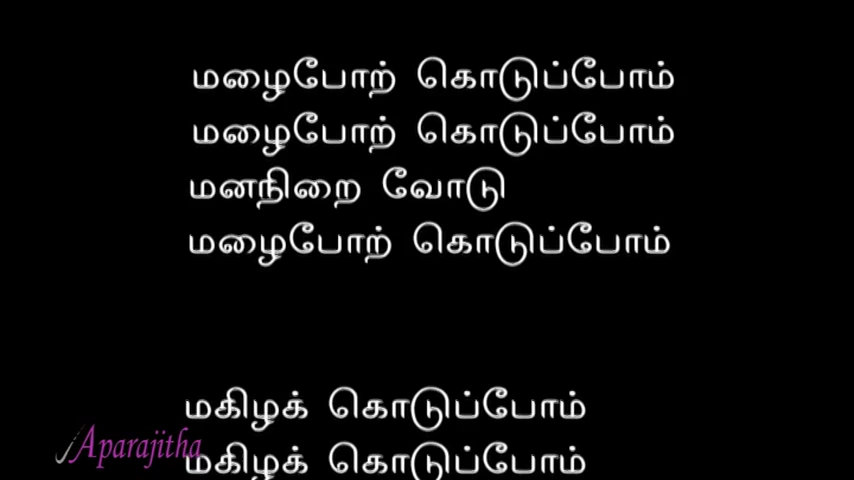 மழைபோற் கொடுப்போம்
மழைபோற் கொடுப்போம்
மனநிறை வோடு
மழைபோற் கொடுப்போம்
மகிழக் கொடுப்போம்
Aparajitha
மகிழக் கொடுப்போம்